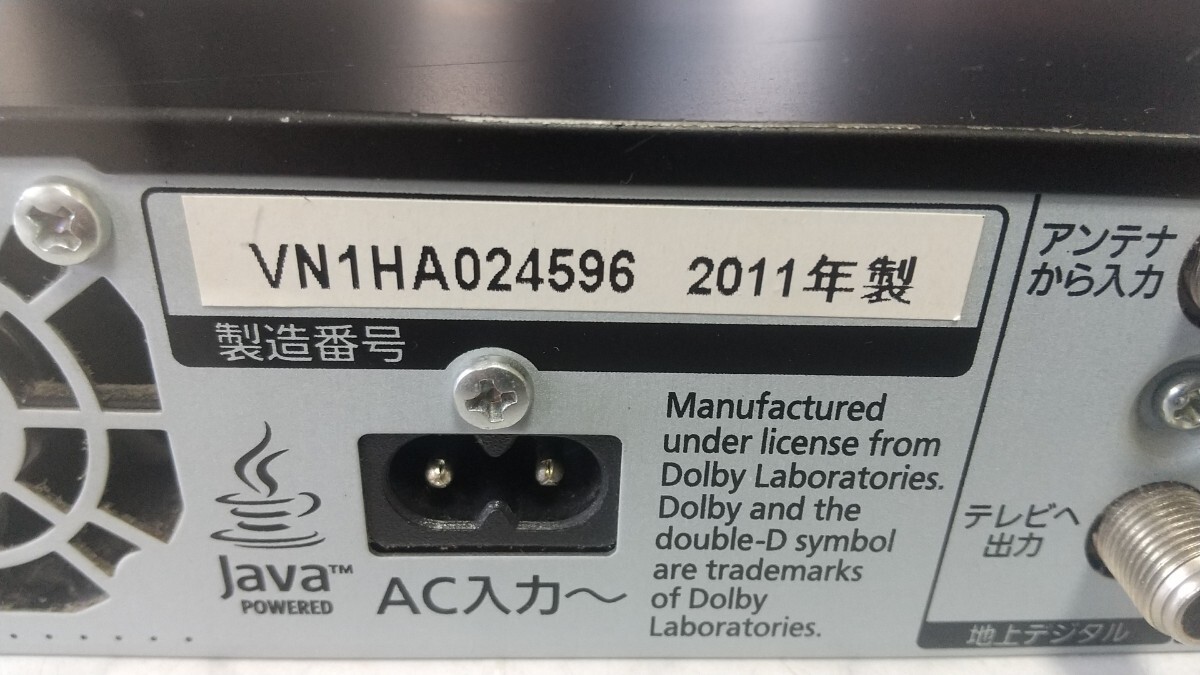 VN1HA024596 2011年製
製造番号
Java™
POWERED
AC入力～
Manufactured
under license from
Dolby Laboratories.
Dolby and the
double-D symbol
are trademarks
of Dolby
Laboratories.
アンテナ
から入力
テレビへ
出力
地上デジタル